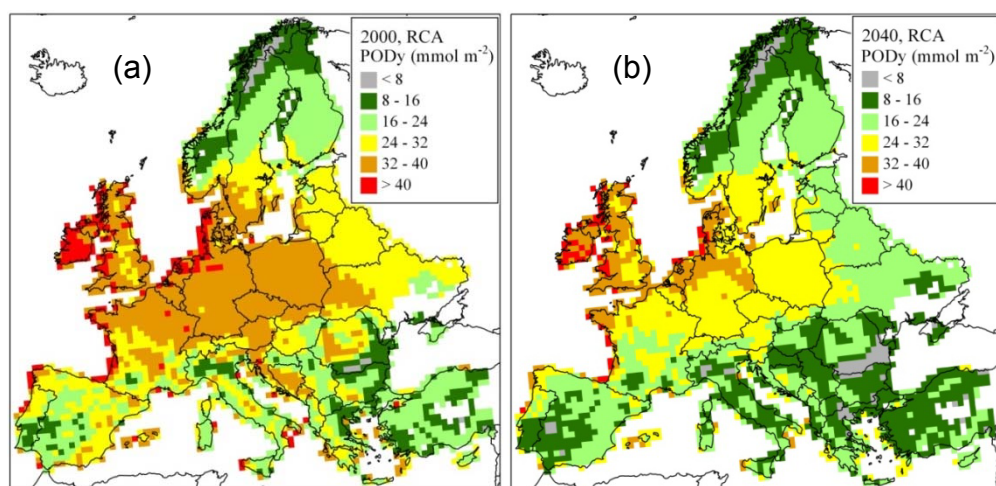 (a)
2000, RCA
PODy (mmol m-2)
< 8
8 - 16
16 - 24
24 - 32
32 - 40
> 40
(b)
2040, RCA
PODy (mmol m-2)
< 8
8 - 16
16 - 24
24 - 32
32 - 40
> 40